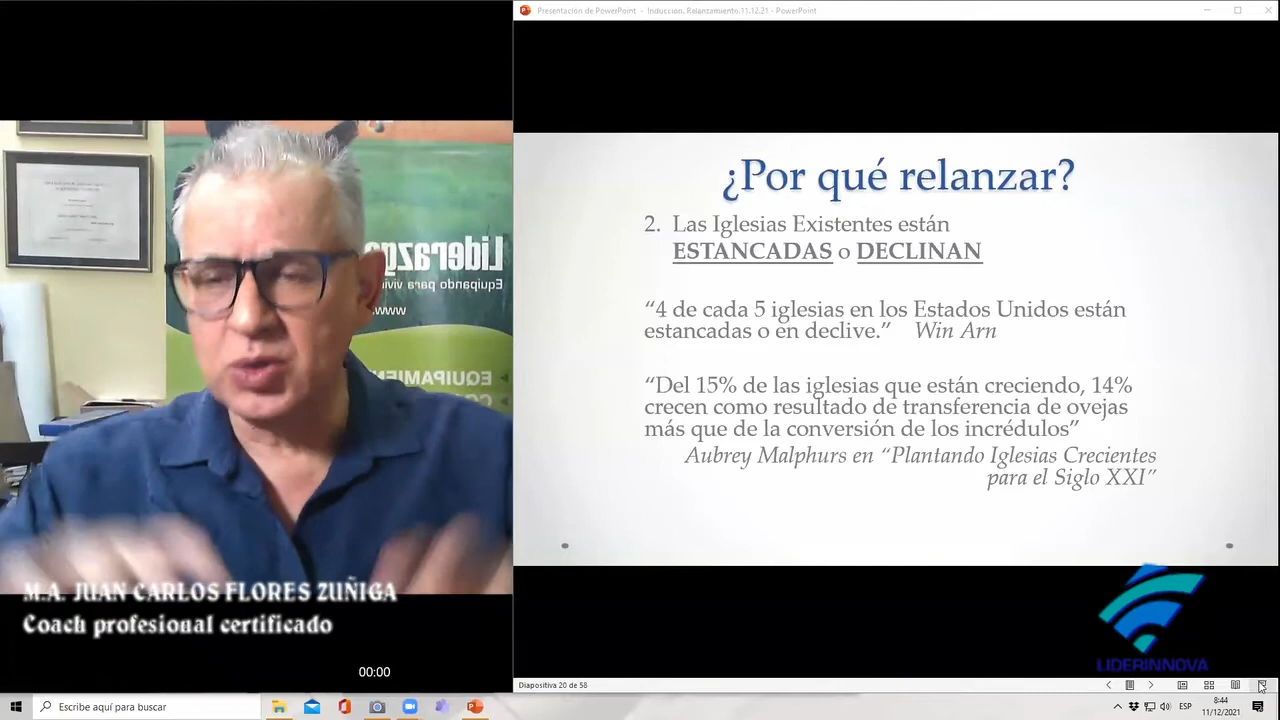 Presentación de PowerPoint - Induccion. Relanzamiento.11.12.21 - PowerPoint
¿Por qué relanzar?
2. Las Iglesias Existentes están
ESTANCADAS o DECLINAN
“4 de cada 5 iglesias en los Estados Unidos están
estancadas o en declive.” Win Arn
“Del 15% de las iglesias que están creciendo, 14%
crecen como resultado de transferencia de ovejas
más que de la conversión de los incrédulos”
Aubrey Malphurs en “Plantando Iglesias Crecientes
para el Siglo XXI”
Liderazgo
Equipando para vivir
www.
EQUIPAMIEN
M.A. JUAN CARLOS FLORES ZUÑIGA
Coach profesional certificado
00:00
LIDERINNOVA
Diapositiva 20 de 58
Escribe aquí para buscar
ESP
8:44
11/12/2021